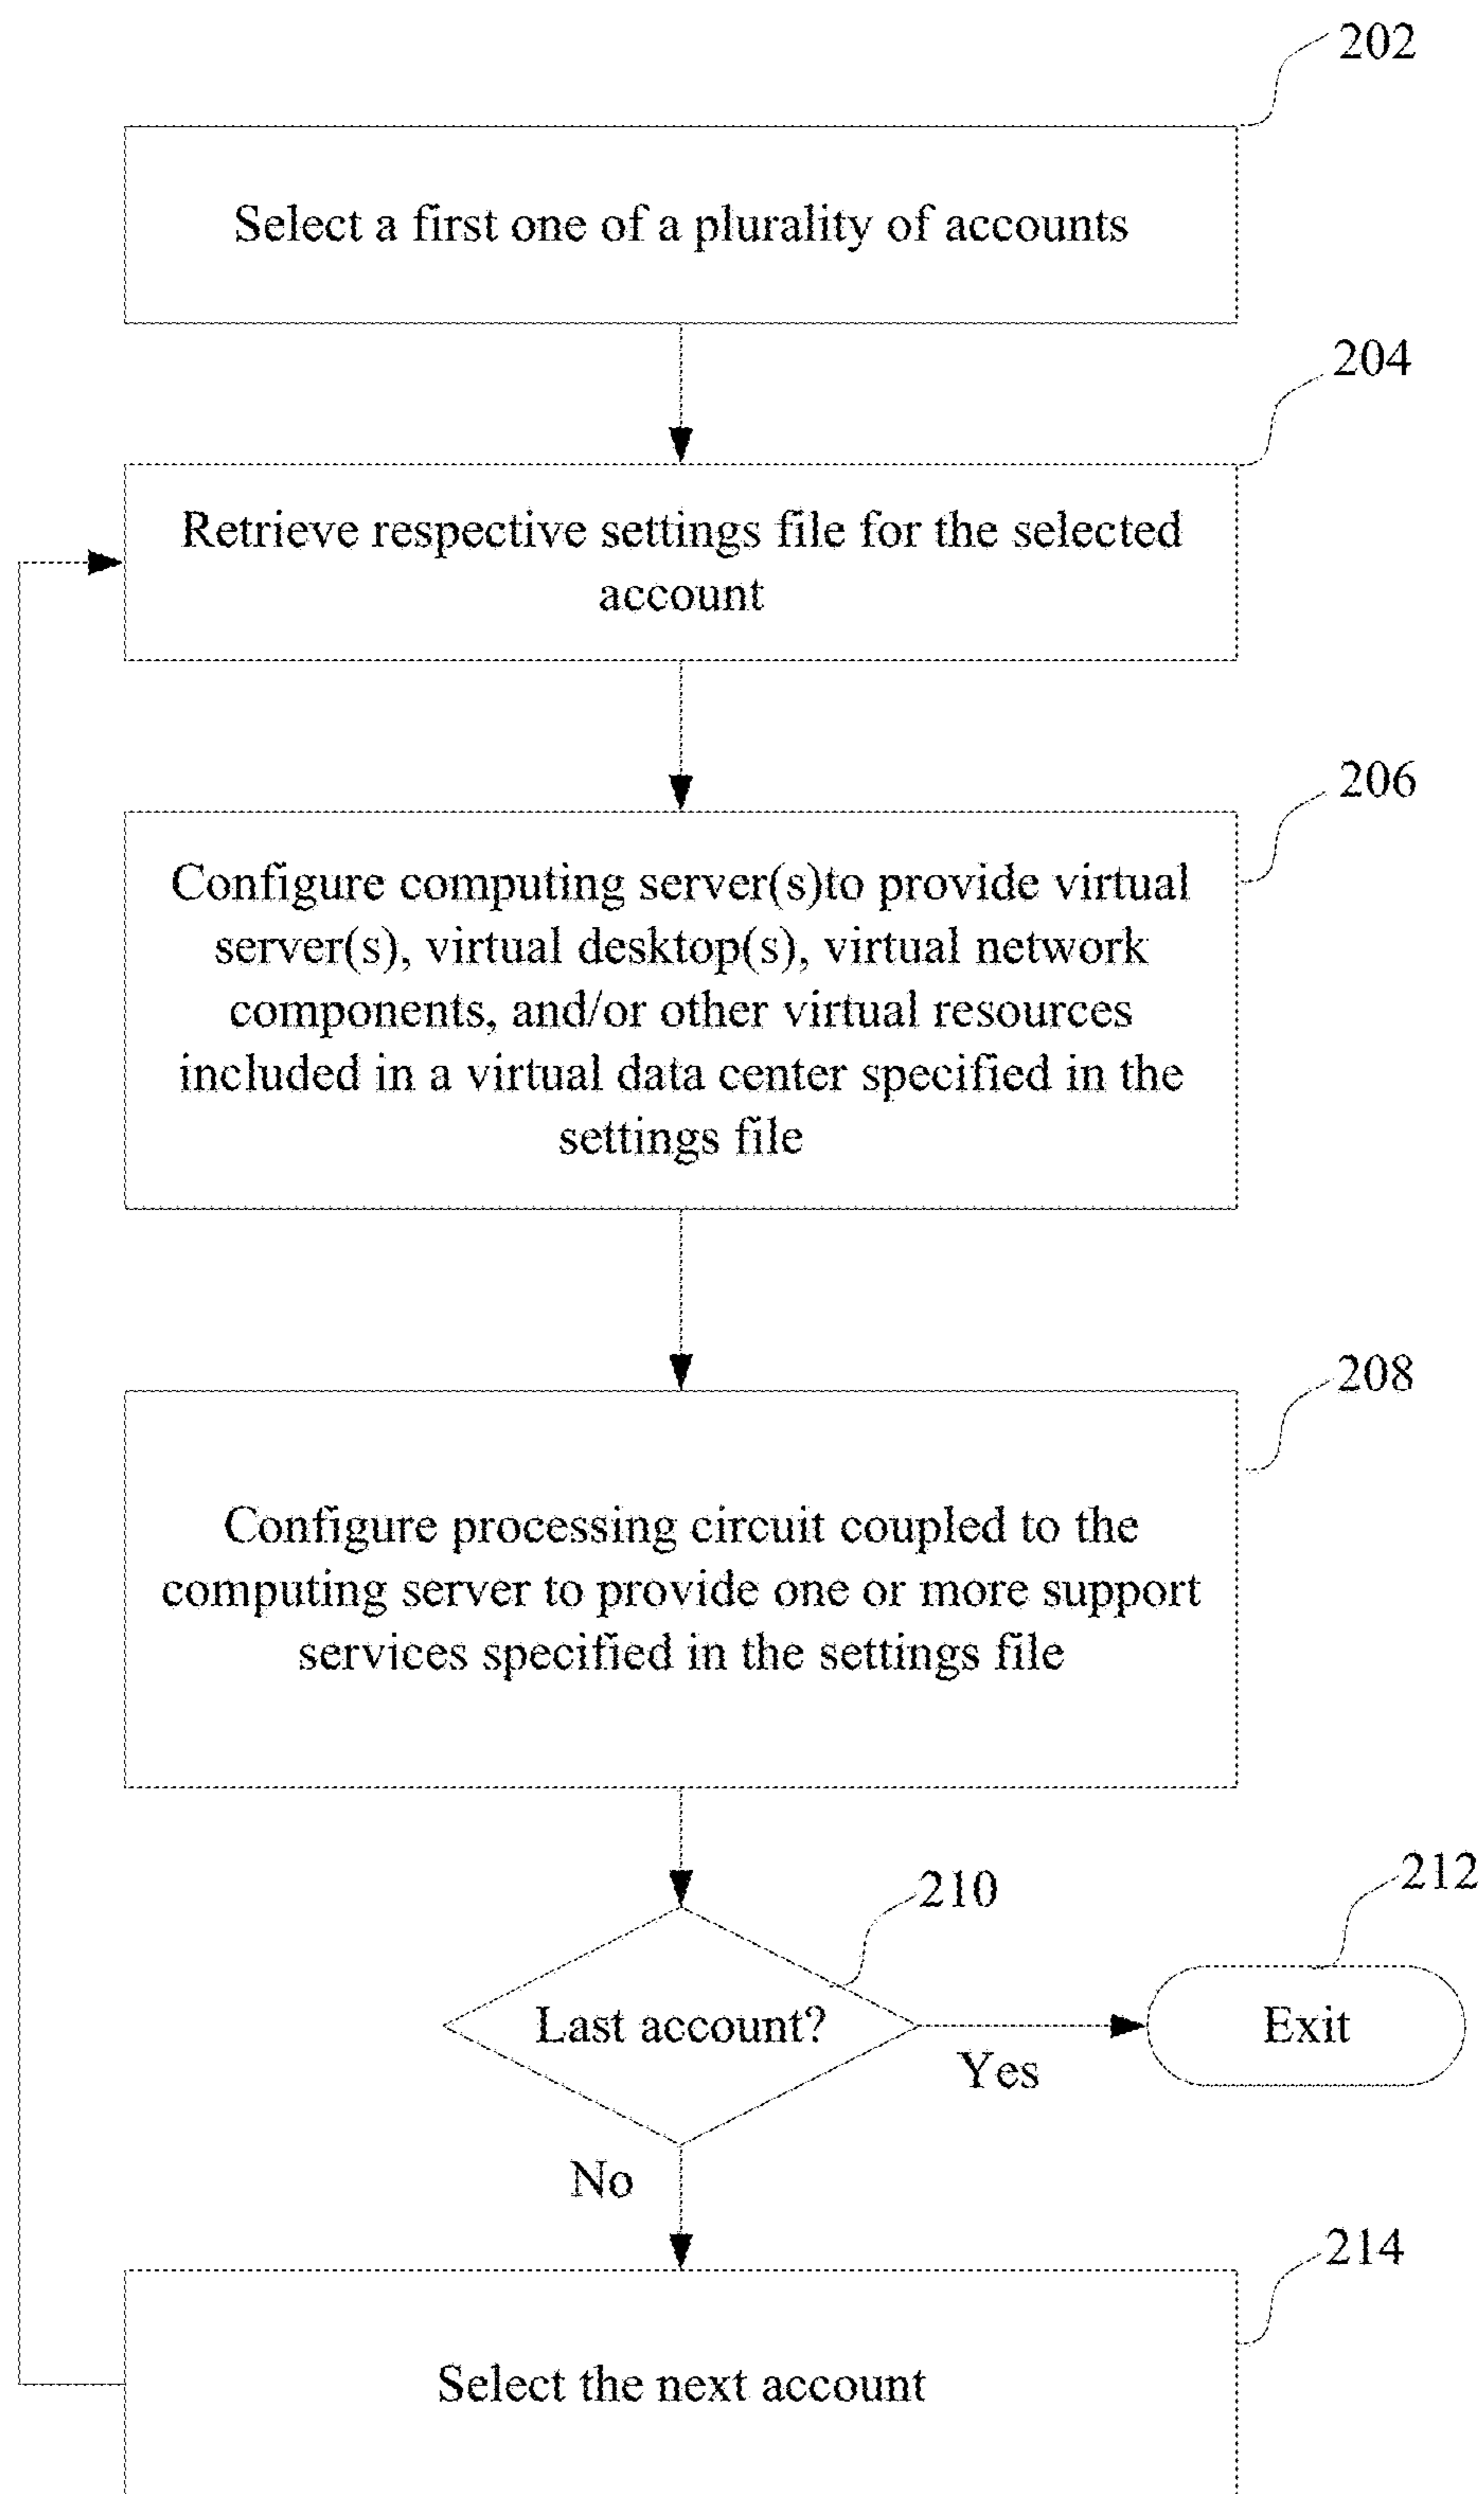 202
Select a first one of a plurality of accounts
204
Retrieve respective settings file for the selected
account
206
Configure computing server(s)to provide virtual
server(s), virtual desktop(s), virtual network
components, and/or other virtual resources
included in a virtual data center specified in the
settings file
208
Configure processing circuit coupled to the
computing server to provide one or more support
services specified in the settings file
210
212
Last account?
Exit
Yes
No
214
Select the next account